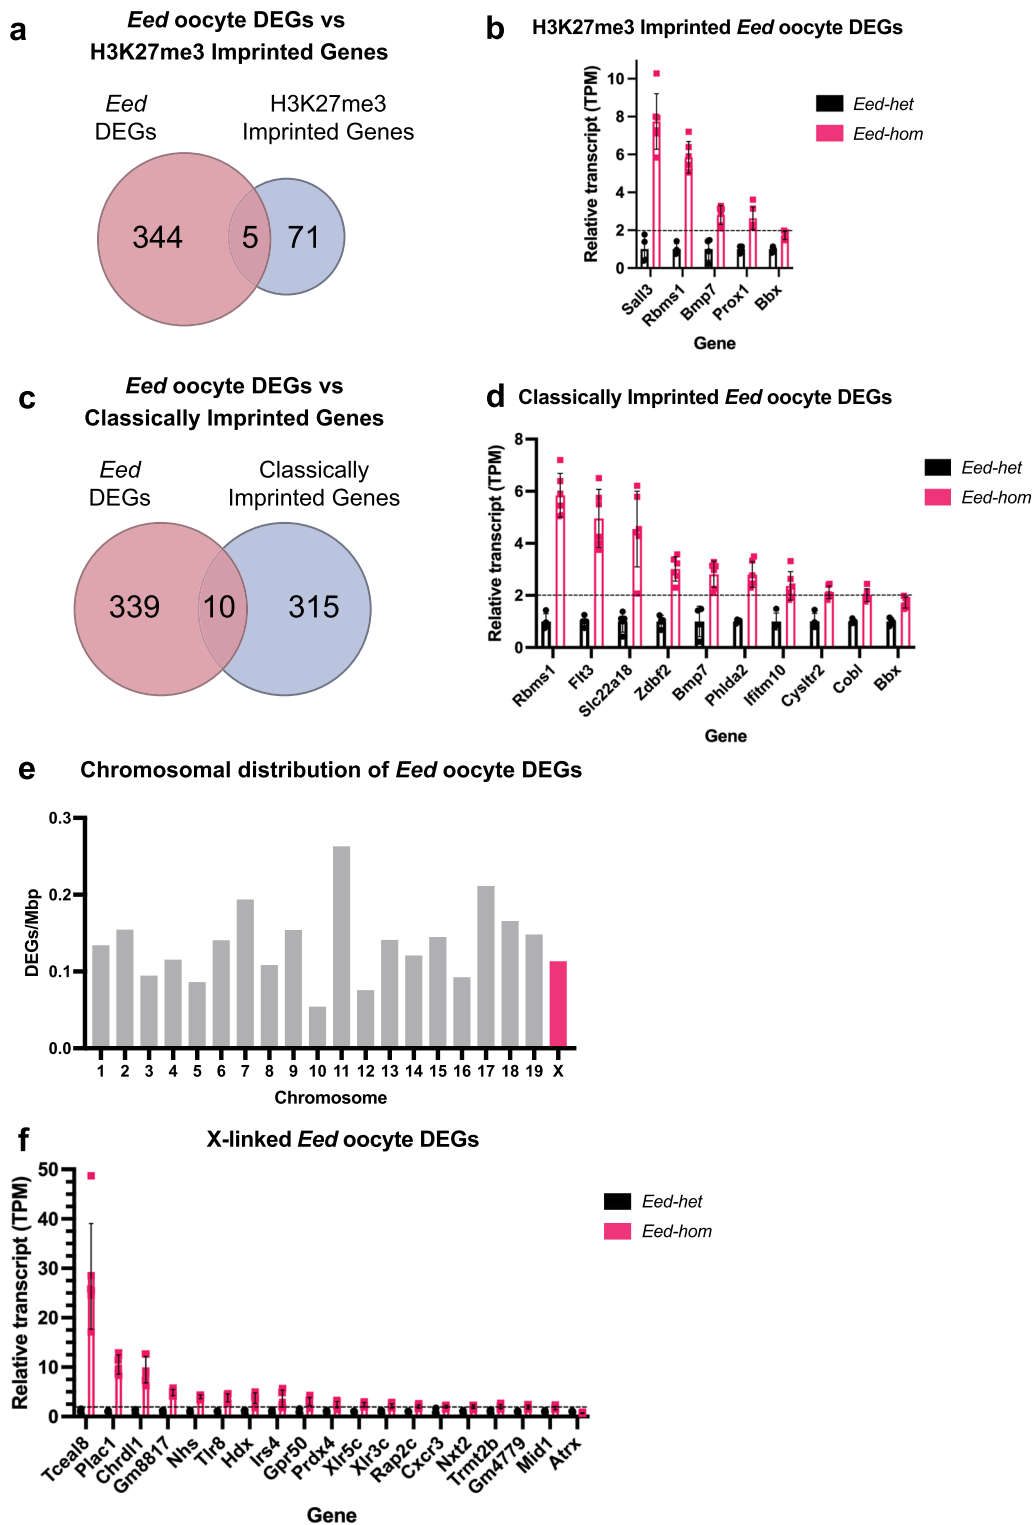 a
Eed oocyte DEGs vs
H3K27me3 Imprinted Genes
Eed
DEGs
H3K27me3
Imprinted Genes
344
5
71
b
H3K27me3 Imprinted Eed oocyte DEGs
Relative transcript (TPM)
10
8
6
4
2
0
Sall3
Rbms1
Bmp7
Prox1
Bbx
Gene
Eed-het
Eed-hom
c
Eed oocyte DEGs vs
Classically Imprinted Genes
Eed
DEGs
Classically
Imprinted Genes
339
10
315
d
Classically Imprinted Eed oocyte DEGs
Relative transcript (TPM)
8
6
4
2
0
Rbms1
Flt3
Slc22a18
Zdbf2
Bmp7
Phlda2
Ifitm10
Cysltr2
Cobl
Bbx
Gene
Eed-het
Eed-hom
e
Chromosomal distribution of Eed oocyte DEGs
DEGs/Mbp
0.3
0.2
0.1
0.0
1 2 3 4 5 6 7 8 9 10 11 12 13 14 15 16 17 18 19 X
Chromosome
f
X-linked Eed oocyte DEGs
Relative transcript (TPM)
50
40
30
20
10
0
Tceal8
Plac1
Chrdl1
Gm8817
Nhs
Tlr8
Hdx
Irs4
Gpr50
Prdx4
Xlr5c
Xlr3c
Rap2c
Cxcr3
Nxt2
Trmt2b
Gm4779
Mid1
Atrx
Gene
Eed-het
Eed-hom